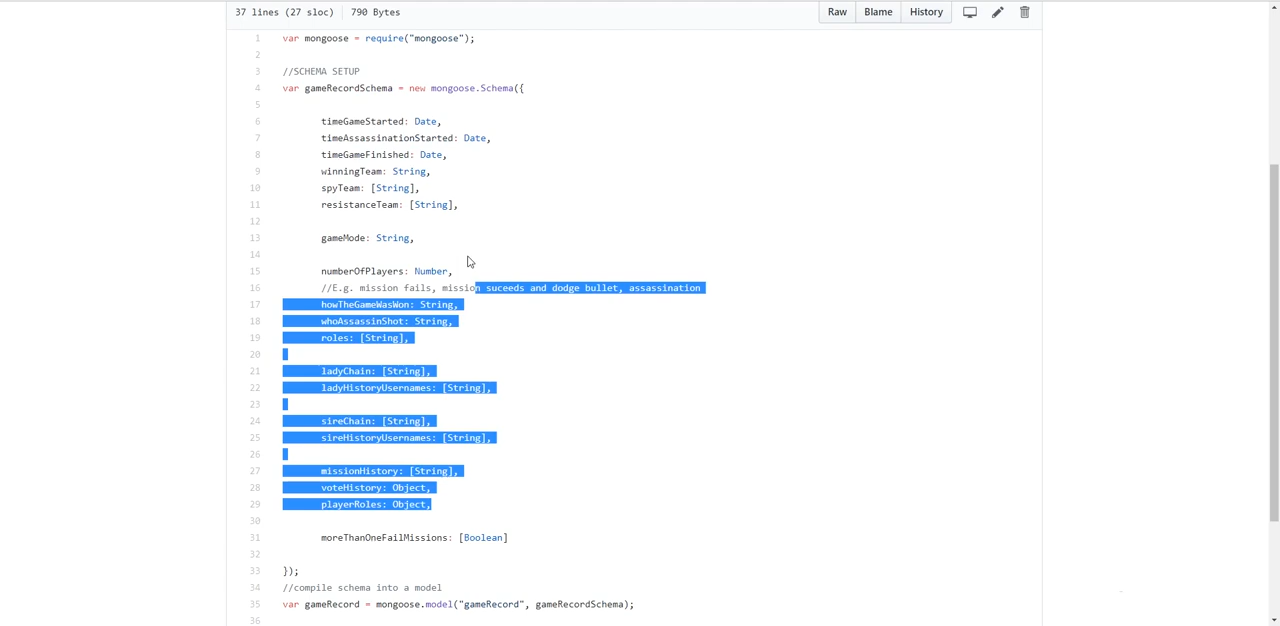 37 lines (27 sloc) 790 Bytes Raw Blame History
1 var mongoose = require("mongoose");
2
3 //SCHEMA SETUP
4 var gameRecordSchema = new mongoose.Schema({
5
6 timeGameStarted: Date,
7 timeAssassinationStarted: Date,
8 timeGameFinished: Date,
9 winningTeam: String,
10 spyTeam: [String],
11 resistanceTeam: [String],
12
13 gameMode: String,
14
15 numberOfPlayers: Number,
16 //E.g. mission fails, mission suceeds and dodge bullet, assassination
17 howTheGameWasWon: String,
18 whoAssassinShot: String,
19 roles: [String],
20
21 ladyChain: [String],
22 ladyHistoryUsernames: [String],
23
24 sireChain: [String],
25 sireHistoryUsernames: [String],
26
27 missionHistory: [String],
28 voteHistory: Object,
29 playerRoles: Object,
30
31 moreThanOneFailMissions: [Boolean]
32
33 });
34 //compile schema into a model
35 var gameRecord = mongoose.model("gameRecord", gameRecordSchema);
36